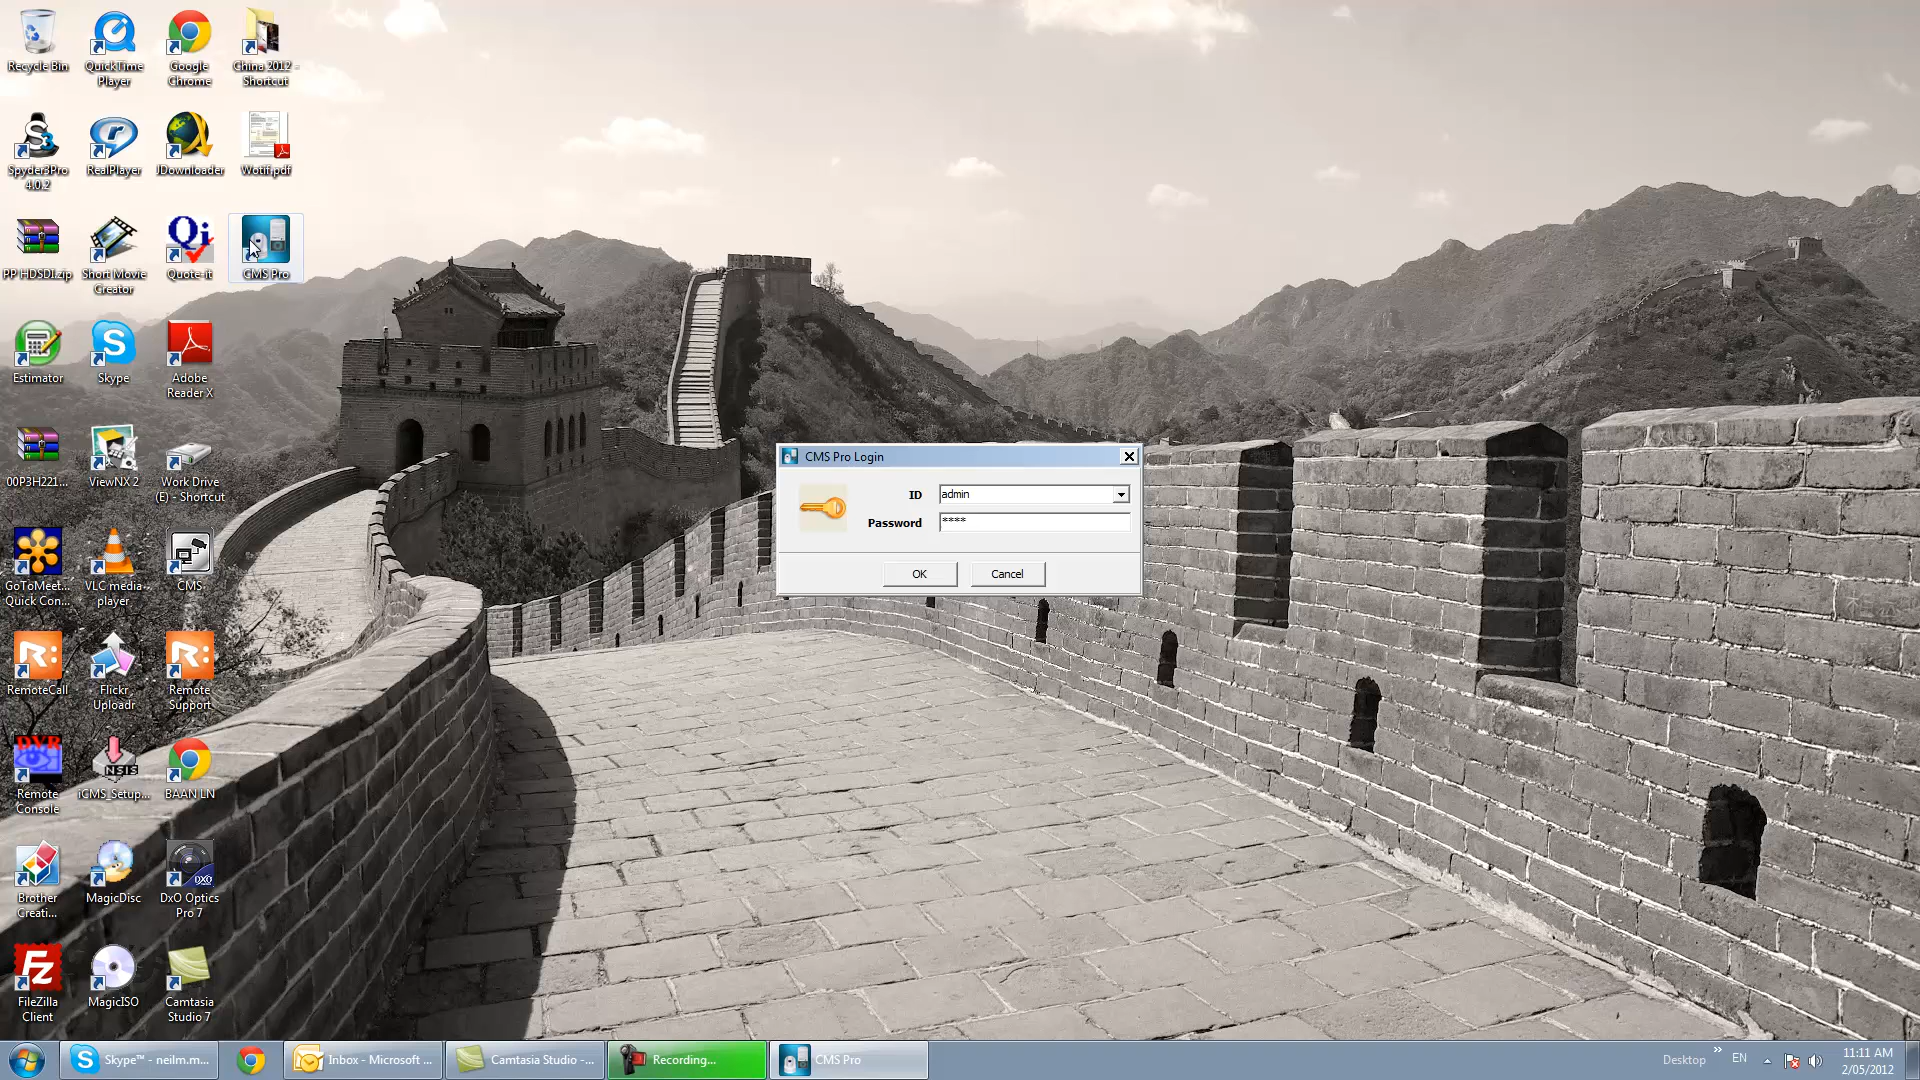 Recycle Bin
QuickTime
Player
Google
Chrome
China 2012 -
Shortcut
Spyder3Pro
4.0.2
RealPlayer
JDownloader
Wotif.pdf
PP HDSDI.zip
Short Movie
Creator
Quote-it
CMS Pro
Estimator
Skype
Adobe
Reader X
00P3H221...
ViewNX 2
Work Drive
(E) - Shortcut
GoToMeet...
Quick Con...
VLC media
player
CMS
RemoteCall
Flickr
Uploadr
Remote
Support
DVR
Remote
Console
NSIS
iCMS_Setup...
BAAN LN
Brother
Creati...
MagicDisc
DXO
DxO Optics
Pro 7
FileZilla
Client
MagicISO
Camtasia
Studio 7
CMS Pro Login
ID
admin
Password
****
OK
Cancel
Skype™ - neilm.m...
Inbox - Microsoft ...
Camtasia Studio -...
Recording...
CMS Pro
Desktop
EN
11:11 AM
2/05/2012